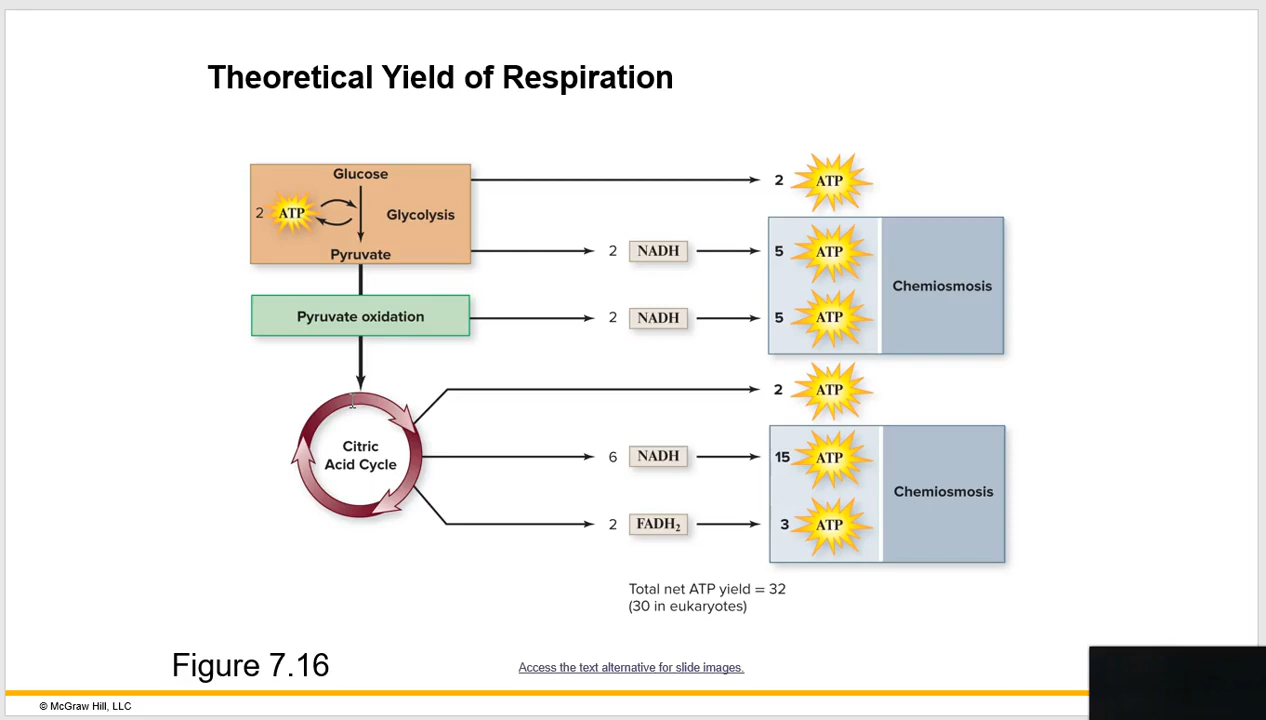 Theoretical Yield of Respiration
Glucose
2 ATP
Glycolysis
Pyruvate
2 ATP
2 NADH
5 ATP
Chemiosmosis
Pyruvate oxidation
2 NADH
5 ATP
Citric
Acid Cycle
2 ATP
6 NADH
15 ATP
Chemiosmosis
2 FADH₂
3 ATP
Total net ATP yield = 32
(30 in eukaryotes)
Figure 7.16
Access the text alternative for slide images.
© McGraw Hill, LLC